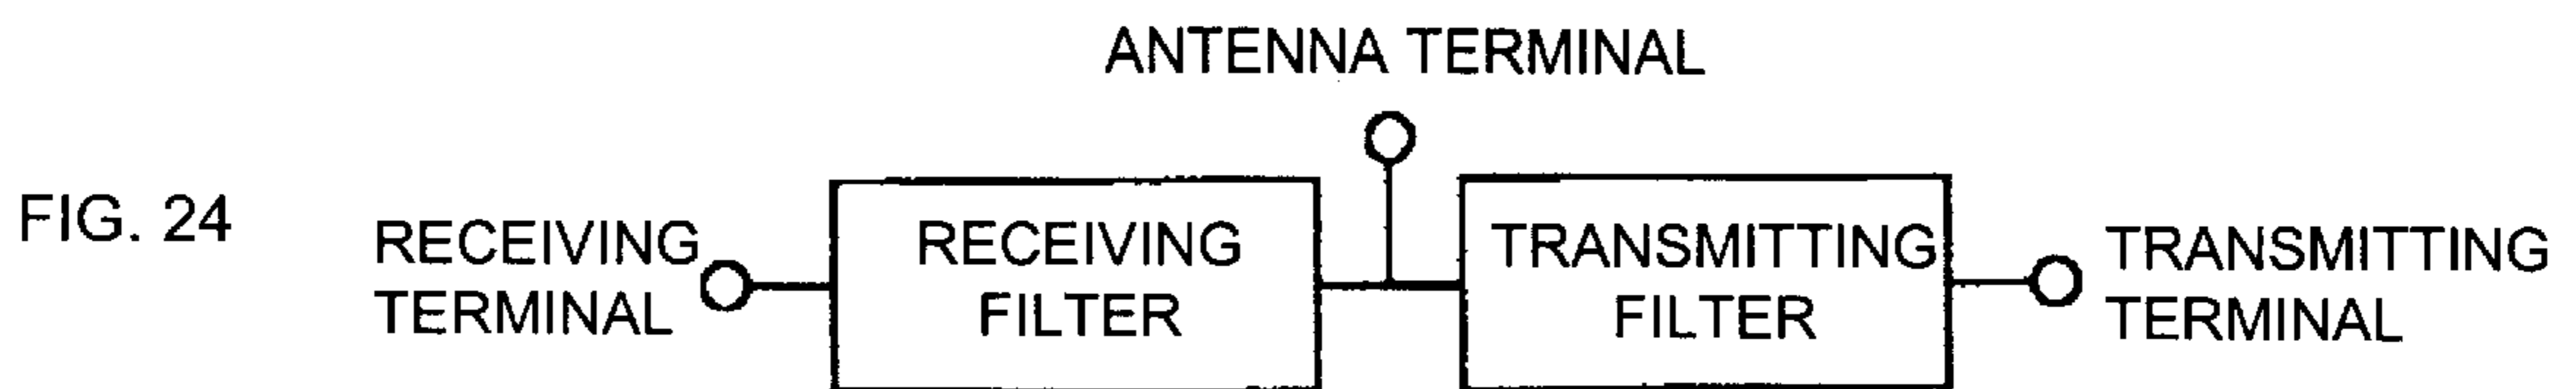 ANTENNA TERMINAL
FIG. 24
RECEIVING
TERMINAL
RECEIVING
FILTER
TRANSMITTING
FILTER
TRANSMITTING
TERMINAL